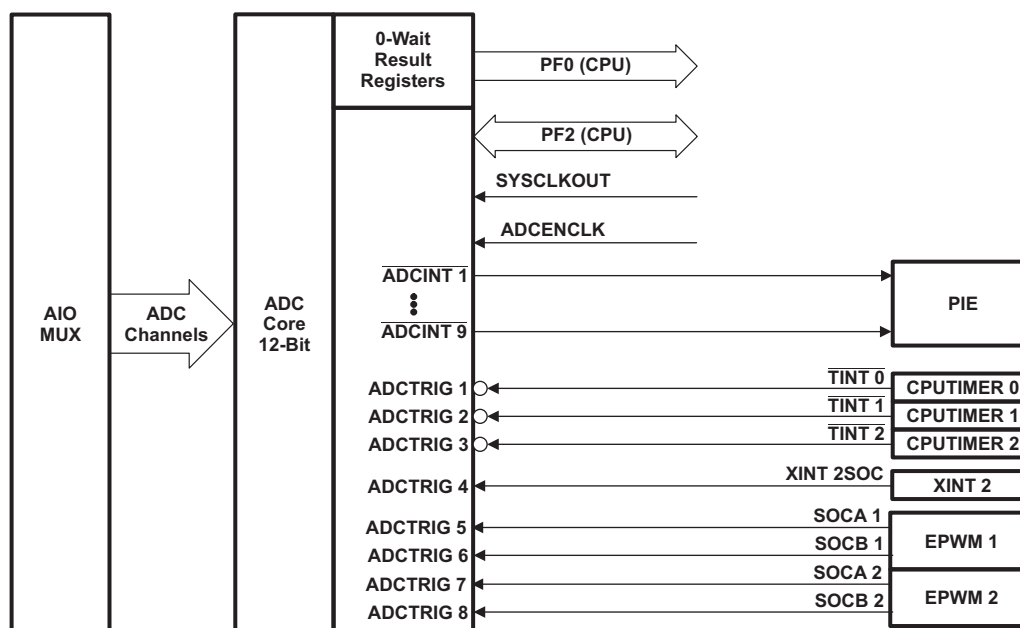 0-Wait
Result
Registers
PF0 (CPU)
PF2 (CPU)
SYSCLKOUT
ADCENCLK
ADCINT 1
ADCINT 9
PIE
AIO
MUX
ADC
Channels
ADC
Core
12-Bit
ADCTRIG 1
TINT 0
CPUTIMER 0
ADCTRIG 2
TINT 1
CPUTIMER 1
ADCTRIG 3
TINT 2
CPUTIMER 2
ADCTRIG 4
XINT 2SOC
XINT 2
ADCTRIG 5
SOCA 1
ADCTRIG 6
SOCB 1
EPWM 1
ADCTRIG 7
SOCA 2
ADCTRIG 8
SOCB 2
EPWM 2